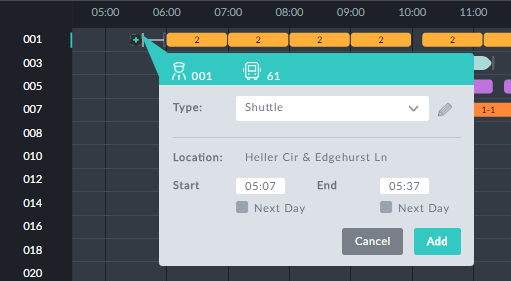 05:00 06:00 07:00 08:00 09:00 10:00 11:00
001 2 2 2 2 2
001 61
003
Type: Shuttle
005
007 1-1
008
010
Location: Heller Cir & Edgehurst Ln
012
Start 05:07 End 05:37
014
Next Day Next Day
016
018
Cancel Add
020